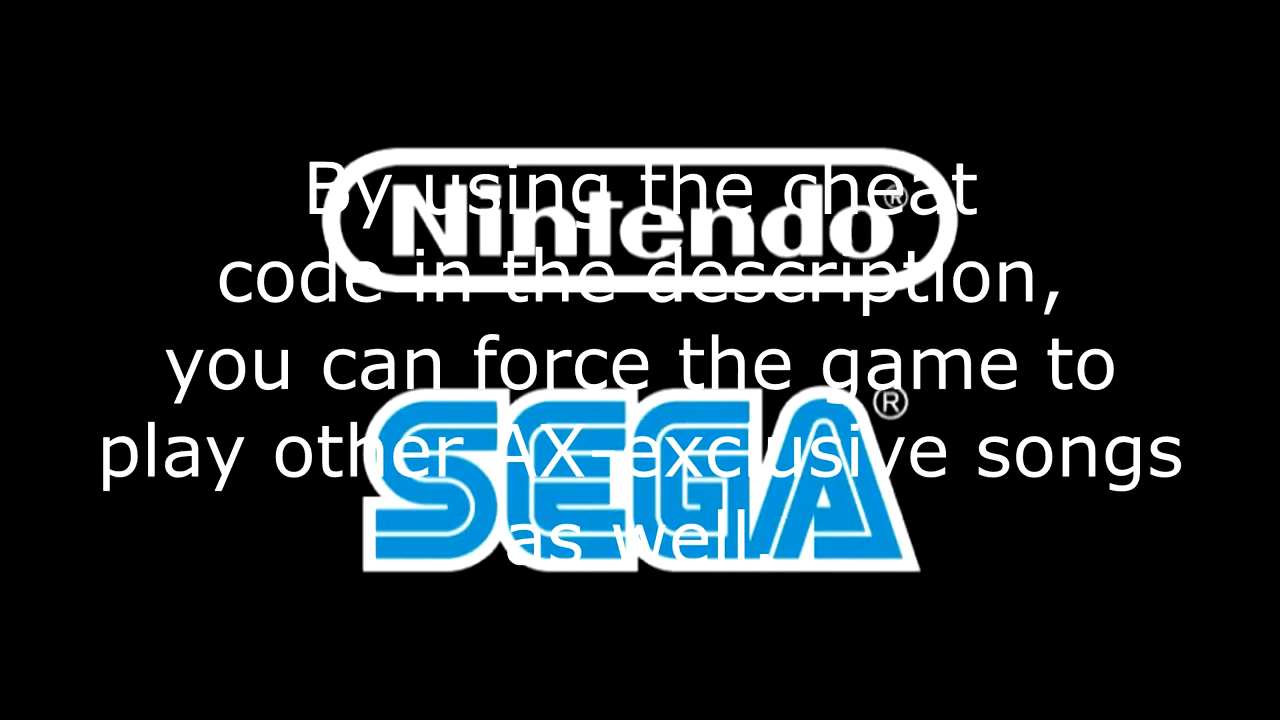 By using the cheat
Nintendo®
code in the description,
you can force the game to
SEGA®
play other AX-exclusive songs
as well.